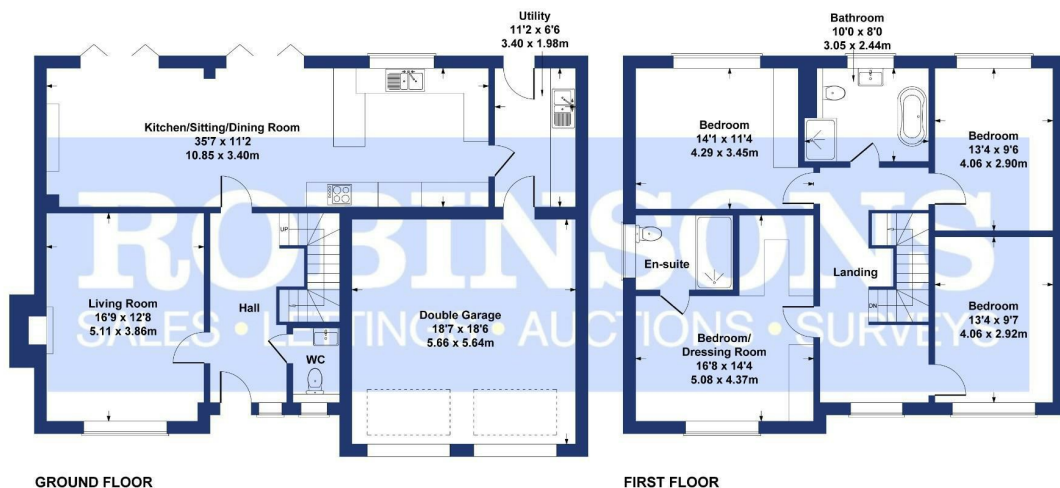 Utility
11'2 x 6'6
3.40 x 1.98m
Bathroom
10'0 x 8'0
3.05 x 2.44m
Kitchen/Sitting/Dining Room
35'7 x 11'2
10.85 x 3.40m
Bedroom
14'1 x 11'4
4.29 x 3.45m
Bedroom
13'4 x 9'6
4.06 x 2.90m
ROBINSONS
SALES • LETTINGS • AUCTIONS • SURVEYS
UP
Living Room
16'9 x 12'8
5.11 x 3.86m
Hall
WC
Double Garage
18'7 x 18'6
5.66 x 5.64m
En-suite
Landing
DN
Bedroom/
Dressing Room
16'8 x 14'4
5.08 x 4.37m
Bedroom
13'4 x 9'7
4.06 x 2.92m
GROUND FLOOR
FIRST FLOOR